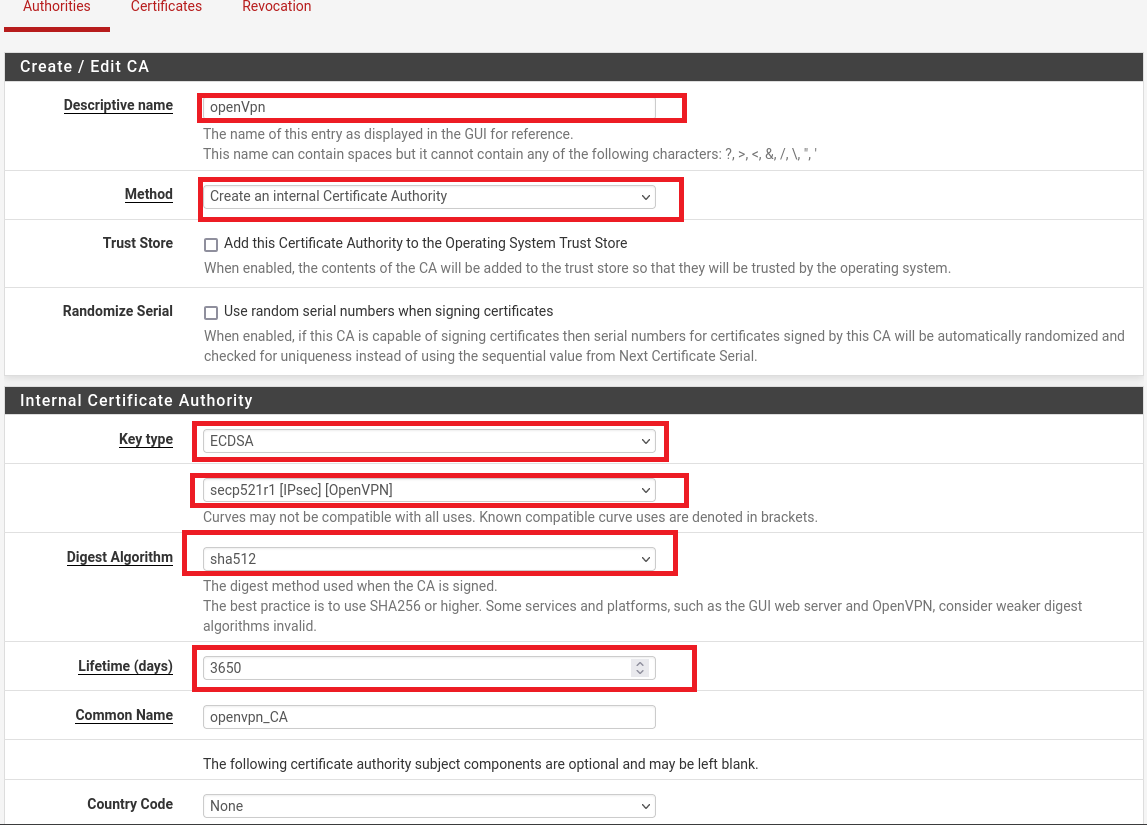 Authorities Certificates Revocation
Create / Edit CA
Descriptive name openVpn
The name of this entry as displayed in the GUI for reference.
This name can contain spaces but it cannot contain any of the following characters: ?, >, <, &, /, \, ", '
Method Create an internal Certificate Authority
Trust Store Add this Certificate Authority to the Operating System Trust Store
When enabled, the contents of the CA will be added to the trust store so that they will be trusted by the operating system.
Randomize Serial Use random serial numbers when signing certificates
When enabled, if this CA is capable of signing certificates then serial numbers for certificates signed by this CA will be automatically randomized and
checked for uniqueness instead of using the sequential value from Next Certificate Serial.
Internal Certificate Authority
Key type ECDSA
secp521r1 [IPsec] [OpenVPN]
Curves may not be compatible with all uses. Known compatible curve uses are denoted in brackets.
Digest Algorithm sha512
The digest method used when the CA is signed.
The best practice is to use SHA256 or higher. Some services and platforms, such as the GUI web server and OpenVPN, consider weaker digest
algorithms invalid.
Lifetime (days) 3650
Common Name openvpn_CA
The following certificate authority subject components are optional and may be left blank.
Country Code None